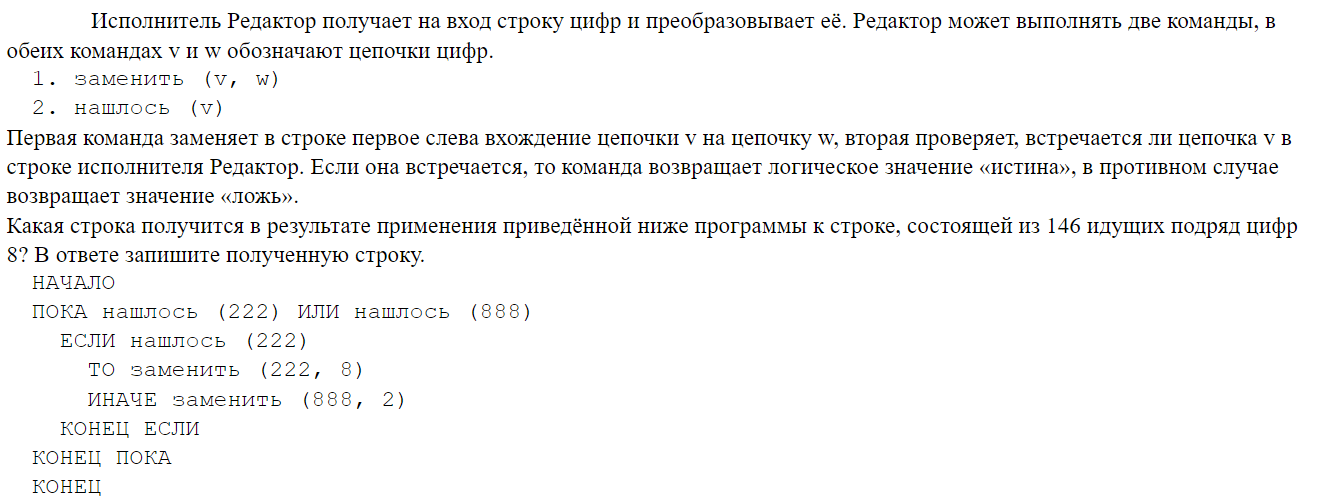 Исполнитель Редактор получает на вход строку цифр и преобразовывает её. Редактор может выполнять две команды, в
обеих командах v и w обозначают цепочки цифр.
1. заменить (v, w)
2. нашлось (v)
Первая команда заменяет в строке первое слева вхождение цепочки v на цепочку w, вторая проверяет, встречается ли цепочка v в
строке исполнителя Редактор. Если она встречается, то команда возвращает логическое значение «истина», в противном случае
возвращает значение «ложь».
Какая строка получится в результате применения приведённой ниже программы к строке, состоящей из 146 идущих подряд цифр
8? В ответе запишите полученную строку.
НАЧАЛО
ПОКА нашлось (222) ИЛИ нашлось (888)
ЕСЛИ нашлось (222)
ТО заменить (222, 8)
ИНАЧЕ заменить (888, 2)
КОНЕЦ ЕСЛИ
КОНЕЦ ПОКА
КОНЕЦ